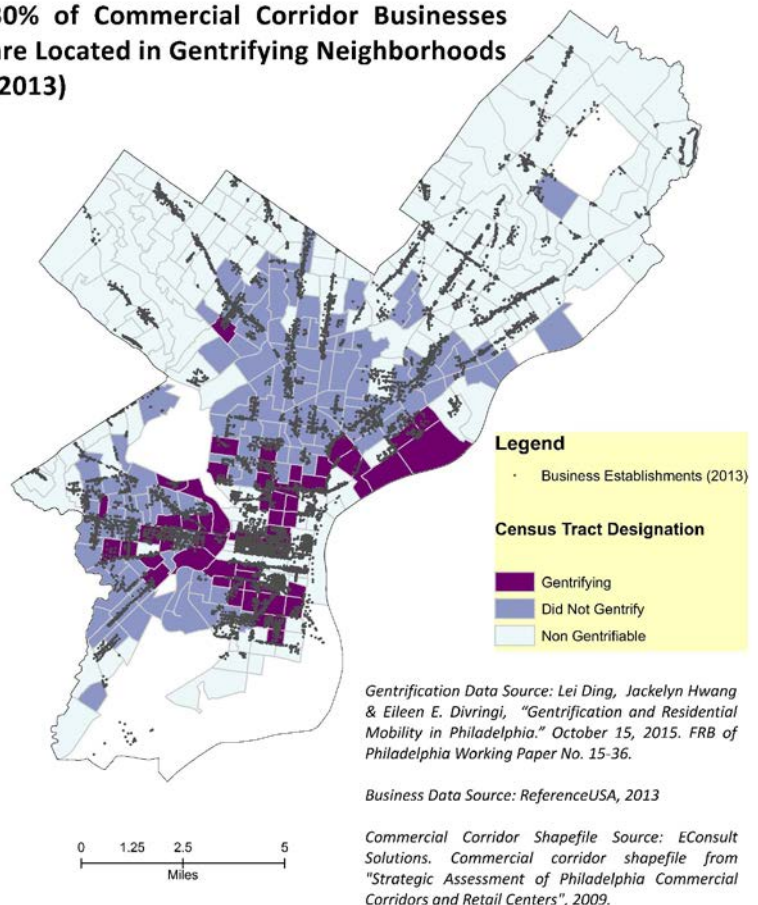 30% of Commercial Corridor Businesses
are Located in Gentrifying Neighborhoods
2013)
Legend
Business Establishments (2013)
Census Tract Designation
Gentrifying
Did Not Gentrify
Non Gentrifiable
Gentrification Data Source: Lei Ding, Jackelyn Hwang
& Eileen E. Divringi, “Gentrification and Residential
Mobility in Philadelphia.” October 15, 2015. FRB of
Philadelphia Working Paper No. 15-36.
Business Data Source: ReferenceUSA, 2013
Commercial Corridor Shapefile Source: EConsult
Solutions. Commercial corridor shapefile from
"Strategic Assessment of Philadelphia Commercial
Corridors and Retail Centers", 2009.
0 1.25 2.5 5
Miles